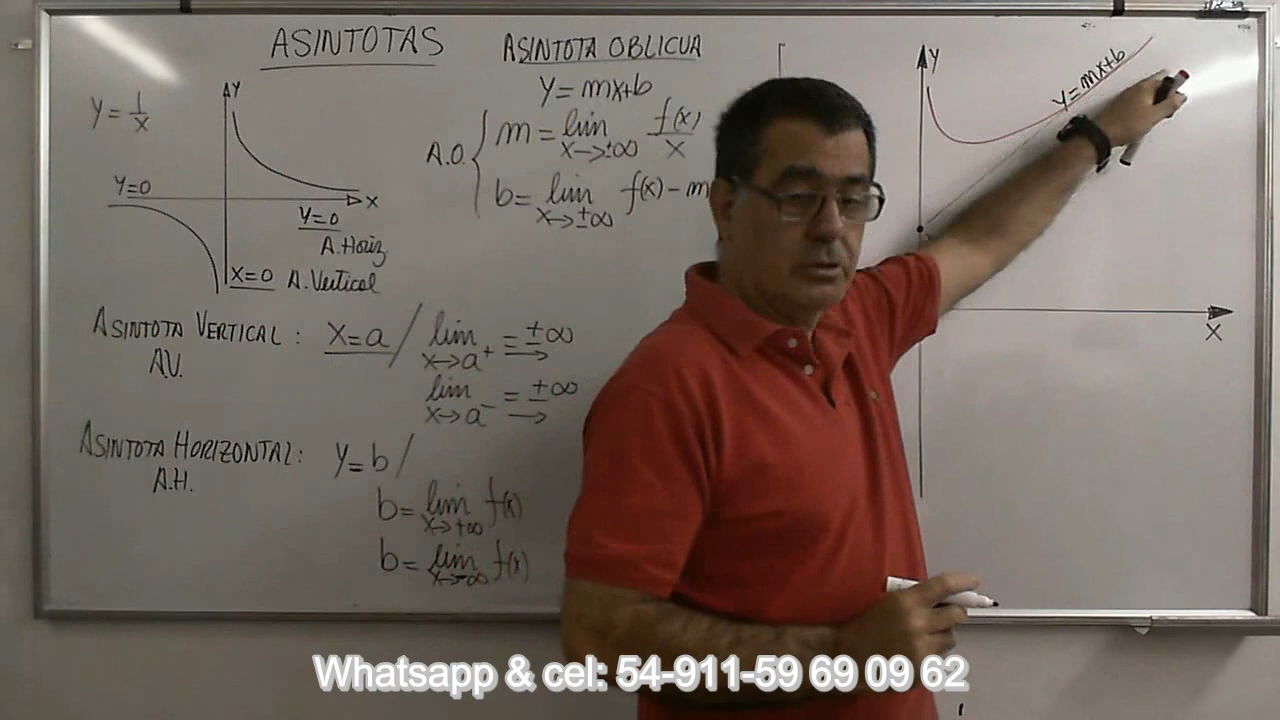 ASINTOTAS
Y = 1/X
Y
Y=0
X
Y=0
A. Horiz
X=0 A. Vertical
ASINTOTA VERTICAL: X=a / lim X→a⁺ = ±∞
A.V.
lim X→a⁻ = ±∞
ASINTOTA HORIZONTAL: Y=b /
A.H.
b = lim X→+∞ f(x)
b = lim X→-∞ f(x)
ASINTOTA OBLICUA
Y = mx+b
A.O. { m = lim X→±∞ f(x)/X
b = lim X→±∞ f(x) - m
Y
Y=mx+b
X
Whatsapp & cel: 54-911-59 69 09 62